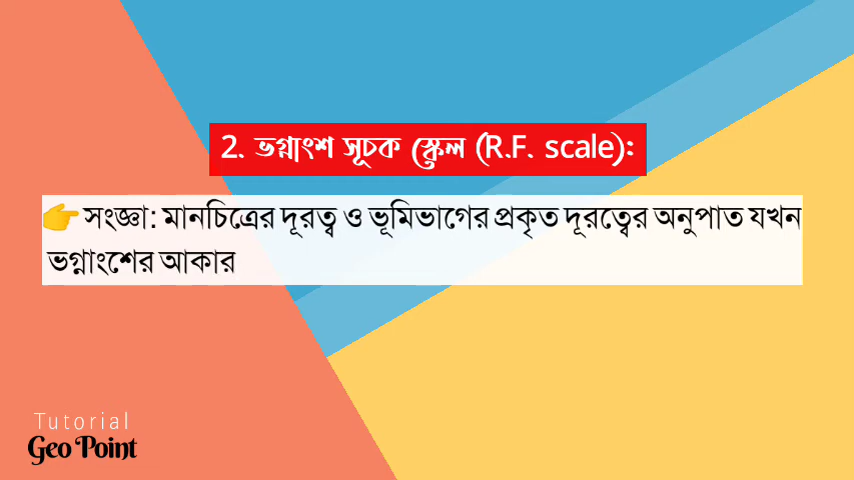 2. ভগ্নাংশ সূচক স্কেল (R.F. scale):
👉 সংজ্ঞা: মানচিত্রের দূরত্ব ও ভূমিভাগের প্রকৃত দূরত্বের অনুপাত যখন
ভগ্নাংশের আকার
Tutorial
Geo Point